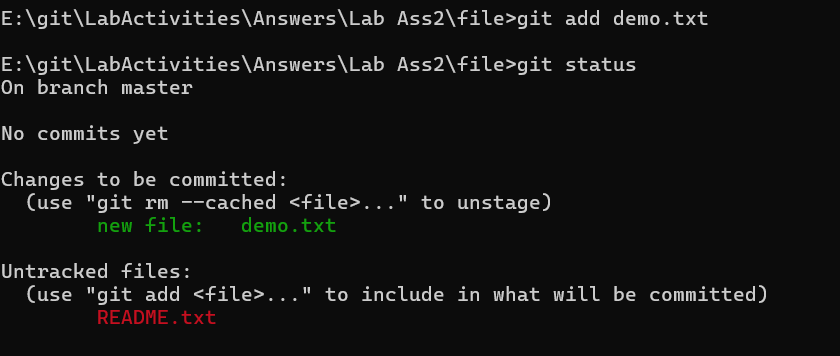 E:\git\LabActivities\Answers\Lab Ass2\file>git add demo.txt
E:\git\LabActivities\Answers\Lab Ass2\file>git status
On branch master
No commits yet
Changes to be committed:
(use "git rm --cached <file>..." to unstage)
new file:   demo.txt
Untracked files:
(use "git add <file>..." to include in what will be committed)
README.txt